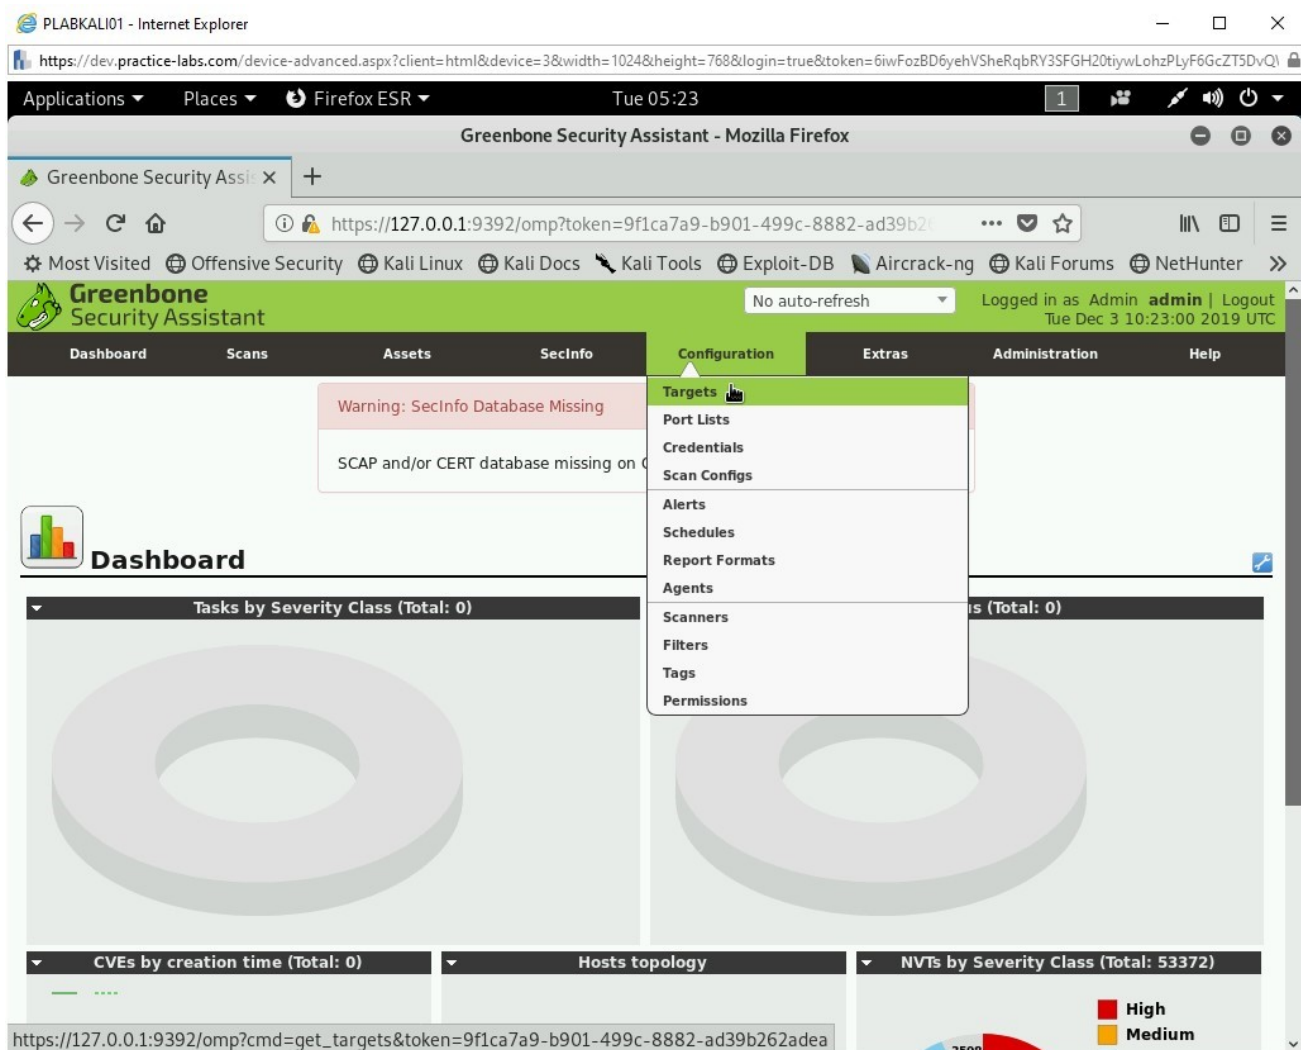 PLABKALI01 - Internet Explorer
https://dev.practice-labs.com/device-advanced.aspx?client=html&device=3&width=1024&height=768&login=true&token=6iwFozBD6yehVSheRqbRY3SFGH20tiywLohzPLyF6GcZT5DvQ\
Applications Places Firefox ESR Tue 05:23 1
Greenbone Security Assistant - Mozilla Firefox
Greenbone Security Assis
https://127.0.0.1:9392/omp?token=9f1ca7a9-b901-499c-8882-ad39b26
Most Visited Offensive Security Kali Linux Kali Docs Kali Tools Exploit-DB Aircrack-ng Kali Forums NetHunter
Greenbone
Security Assistant
No auto-refresh
Logged in as Admin admin | Logout
Tue Dec 3 10:23:00 2019 UTC
Dashboard Scans Assets SecInfo Configuration Extras Administration Help
Targets
Port Lists
Credentials
Scan Configs
Alerts
Schedules
Report Formats
Agents
Scanners
Filters
Tags
Permissions
Warning: SecInfo Database Missing
SCAP and/or CERT database missing on
Dashboard
Tasks by Severity Class (Total: 0)
(Total: 0)
CVEs by creation time (Total: 0)
Hosts topology
NVTs by Severity Class (Total: 53372)
High
Medium
https://127.0.0.1:9392/omp?cmd=get_targets&token=9f1ca7a9-b901-499c-8882-ad39b262adea